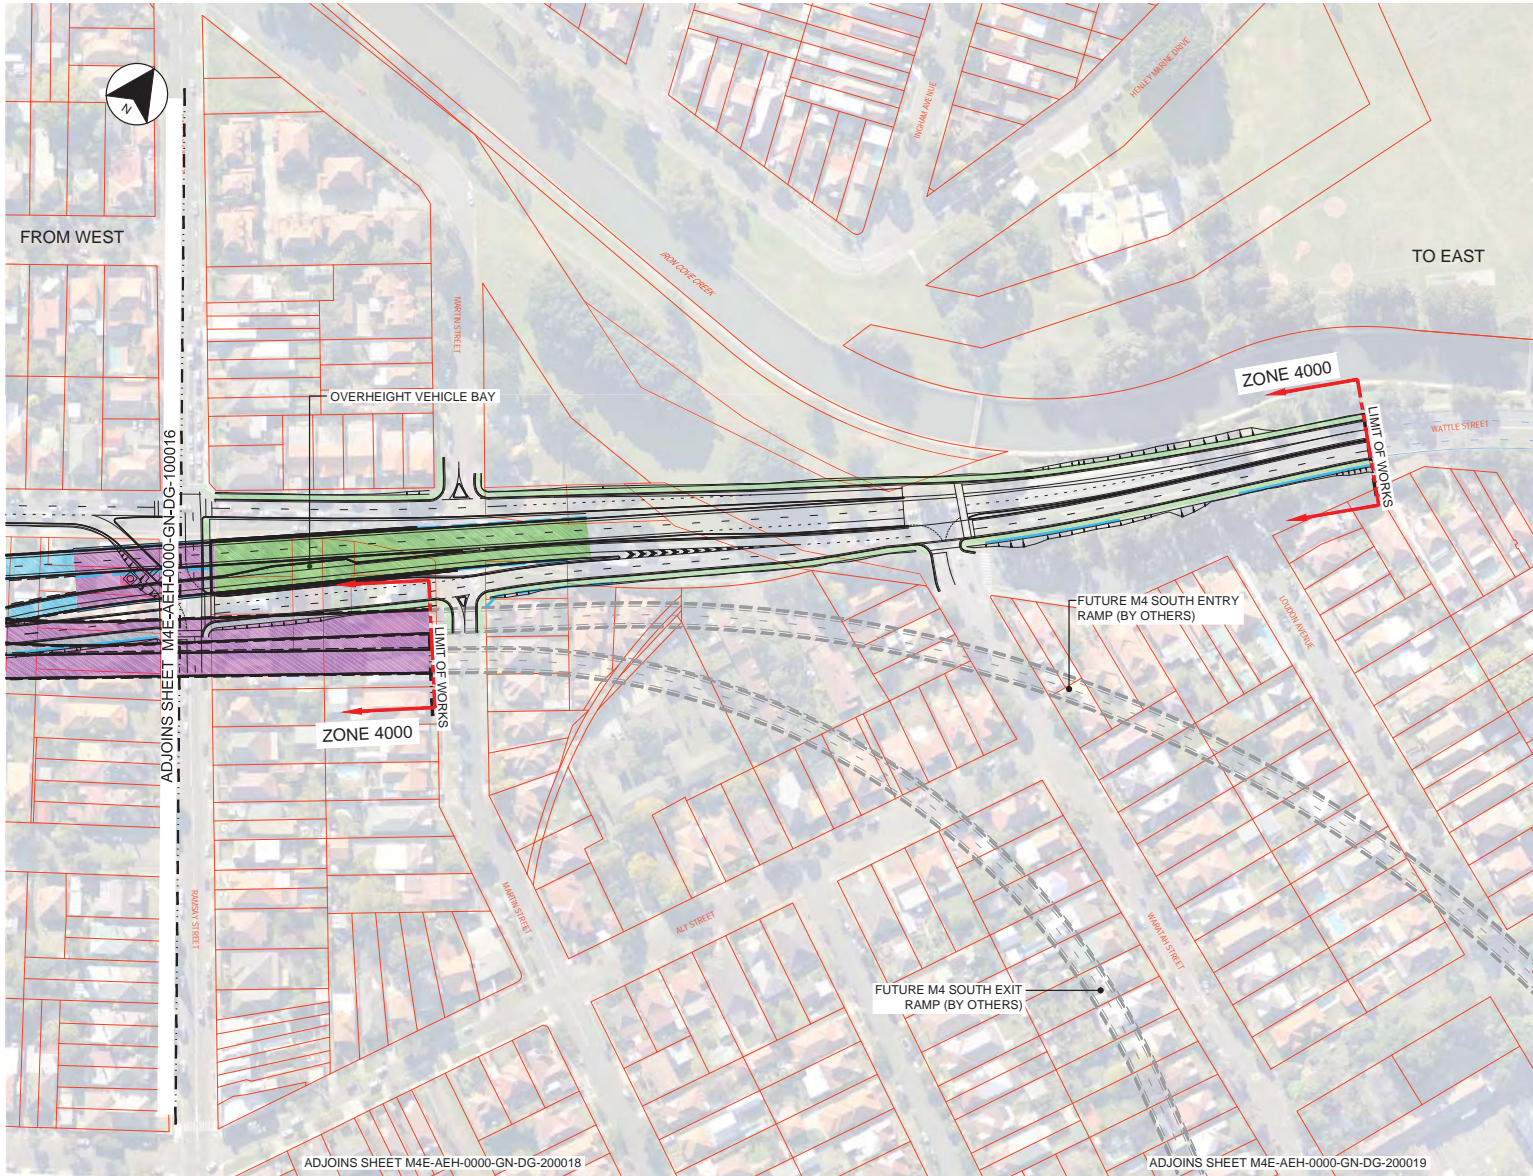 HENLEY MARINE DRIVE
INGHAM AVENUE
N
FROM WEST
TO EAST
IRON COVE CREEK
MARTIN STREET
ZONE 4000
OVERHEIGHT VEHICLE BAY
LIMIT OF WORKS
WATTLE STREET
ADJOINS SHEET M4E-AEH-0000-GN-DG-100016
FUTURE M4 SOUTH ENTRY
RAMP (BY OTHERS)
LOUDON AVENUE
LIMIT OF WORKS
ZONE 4000
RAMSAY STREET
MARTIN STREET
ALT STREET
WARATAH STREET
FUTURE M4 SOUTH EXIT
RAMP (BY OTHERS)
ADJOINS SHEET M4E-AEH-0000-GN-DG-200018
ADJOINS SHEET M4E-AEH-0000-GN-DG-200019